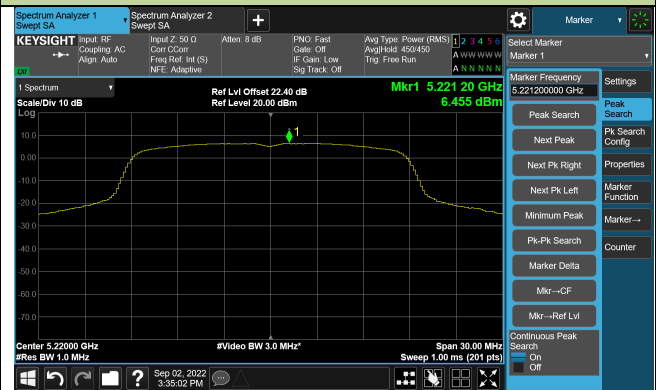 Spectrum Analyzer 1
Swept SA
Spectrum Analyzer 2
Swept SA
+
Marker
KEYSIGHT
Input: RF
Coupling: AC
Align: Auto
Input Z: 50 Ω
Corr CCorr
Freq Ref: Int (S)
NFE: Adaptive
Atten: 8 dB
PNO: Fast
Gate: Off
IF Gain: Low
Sig Track: Off
Avg Type: Power (RMS)
Avg|Hold: 450/450
Trig: Free Run
1 2 3 4 5 6
A W W W W W
A N N N N N
LXI
Select Marker
Marker 1
1 Spectrum
Scale/Div 10 dB
Ref Lvl Offset 22.40 dB
Ref Level 20.00 dBm
Mkr1 5.221 20 GHz
6.455 dBm
Log
10.0
0.00
-10.0
-20.0
-30.0
-40.0
-50.0
-60.0
-70.0
1
Center 5.22000 GHz
#Res BW 1.0 MHz
#Video BW 3.0 MHz*
Span 30.00 MHz
Sweep 1.00 ms (201 pts)
Marker Frequency
5.221200000 GHz
Peak Search
Next Peak
Next Pk Right
Next Pk Left
Minimum Peak
Pk-Pk Search
Marker Delta
Mkr→CF
Mkr→Ref Lvl
Continuous Peak
Search
On
Off
Settings
Peak
Search
Pk Search
Config
Properties
Marker
Function
Marker→
Counter
?
Sep 02, 2022
3:35:02 PM